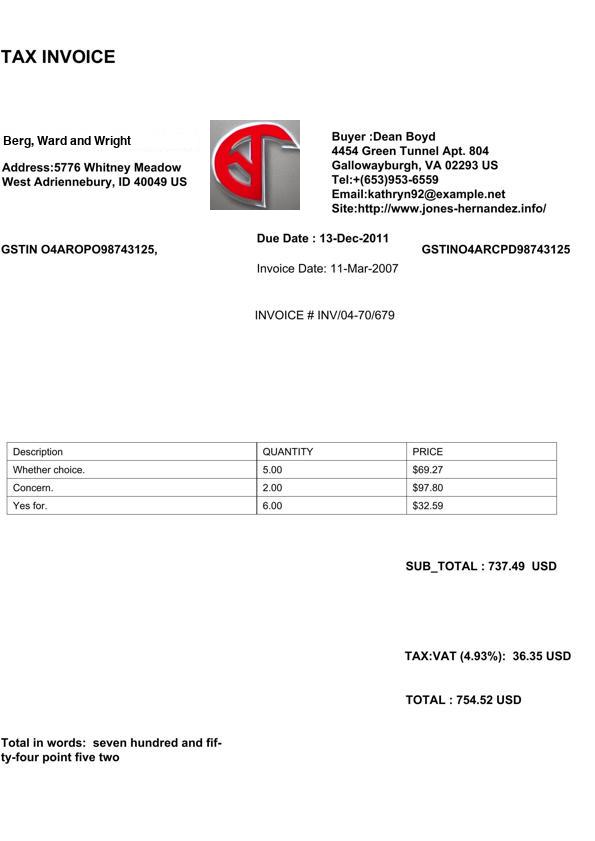 TAX INVOICE
Berg, Ward and Wright
Address:5776 Whitney Meadow
West Adriennebury, ID 40049 US
Buyer :Dean Boyd
4454 Green Tunnel Apt. 804
Gallowayburgh, VA 02293 US
Tel:+(653)953-6559
Email:kathryn92@example.net
Site:http://www.jones-hernandez.info/
GSTIN O4AROPO98743125,
Due Date : 13-Dec-2011
GSTINO4ARCPD98743125
Invoice Date: 11-Mar-2007
INVOICE # INV/04-70/679
Description QUANTITY PRICE
Whether choice. 5.00 $69.27
Concern. 2.00 $97.80
Yes for. 6.00 $32.59
SUB_TOTAL : 737.49 USD
TAX:VAT (4.93%): 36.35 USD
TOTAL : 754.52 USD
Total in words: seven hundred and fif-
ty-four point five two